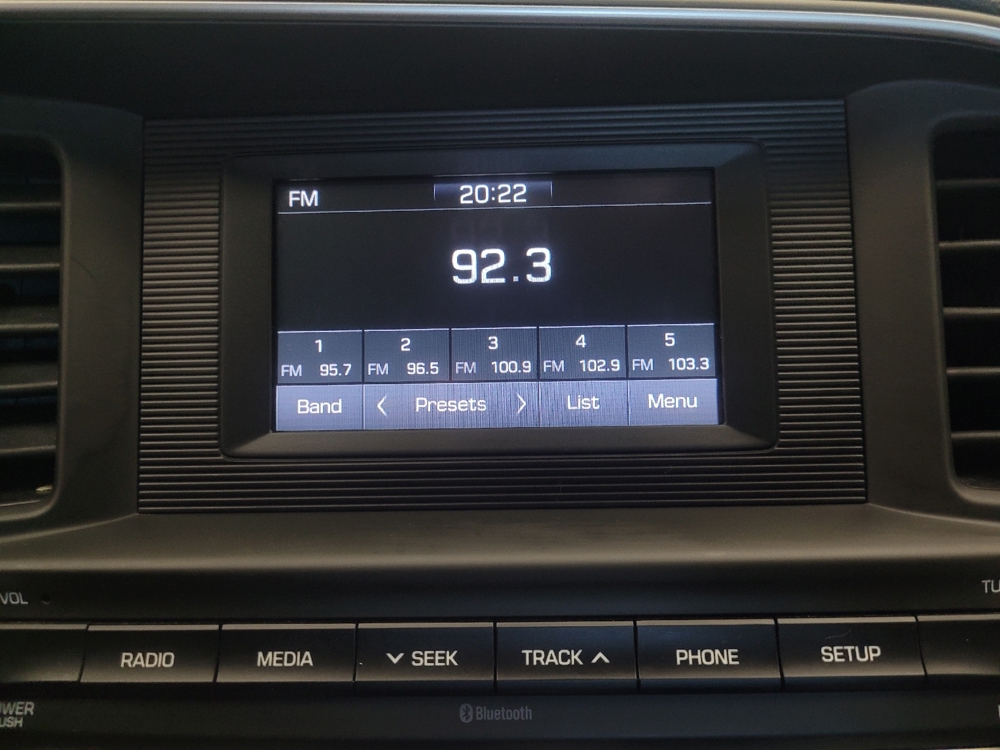 FM 20:22
92.3
1 2 3 4 5
FM 95.7 FM 96.5 FM 100.9 FM 102.9 FM 103.3
Band < Presets > List Menu
VOL
RADIO MEDIA SEEK TRACK PHONE SETUP
Bluetooth